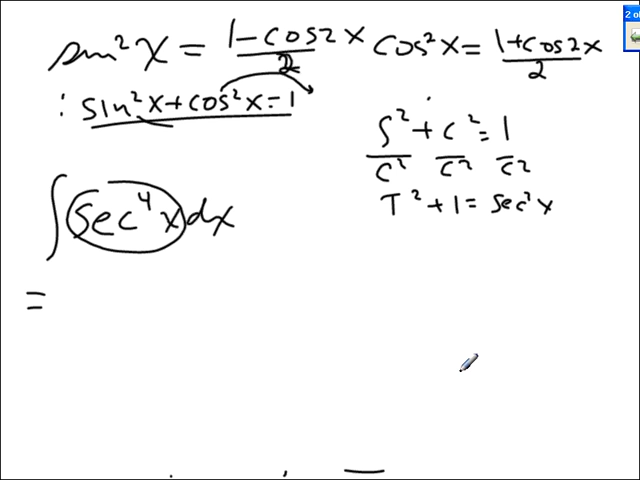 sin²x = 1-cos2x/2 cos²x = 1+cos2x/2
: sin²x+cos²x=1
s²/c² + c²/c² = 1/c²
T² + 1 = sec²x
∫sec⁴x dx
=
2 o